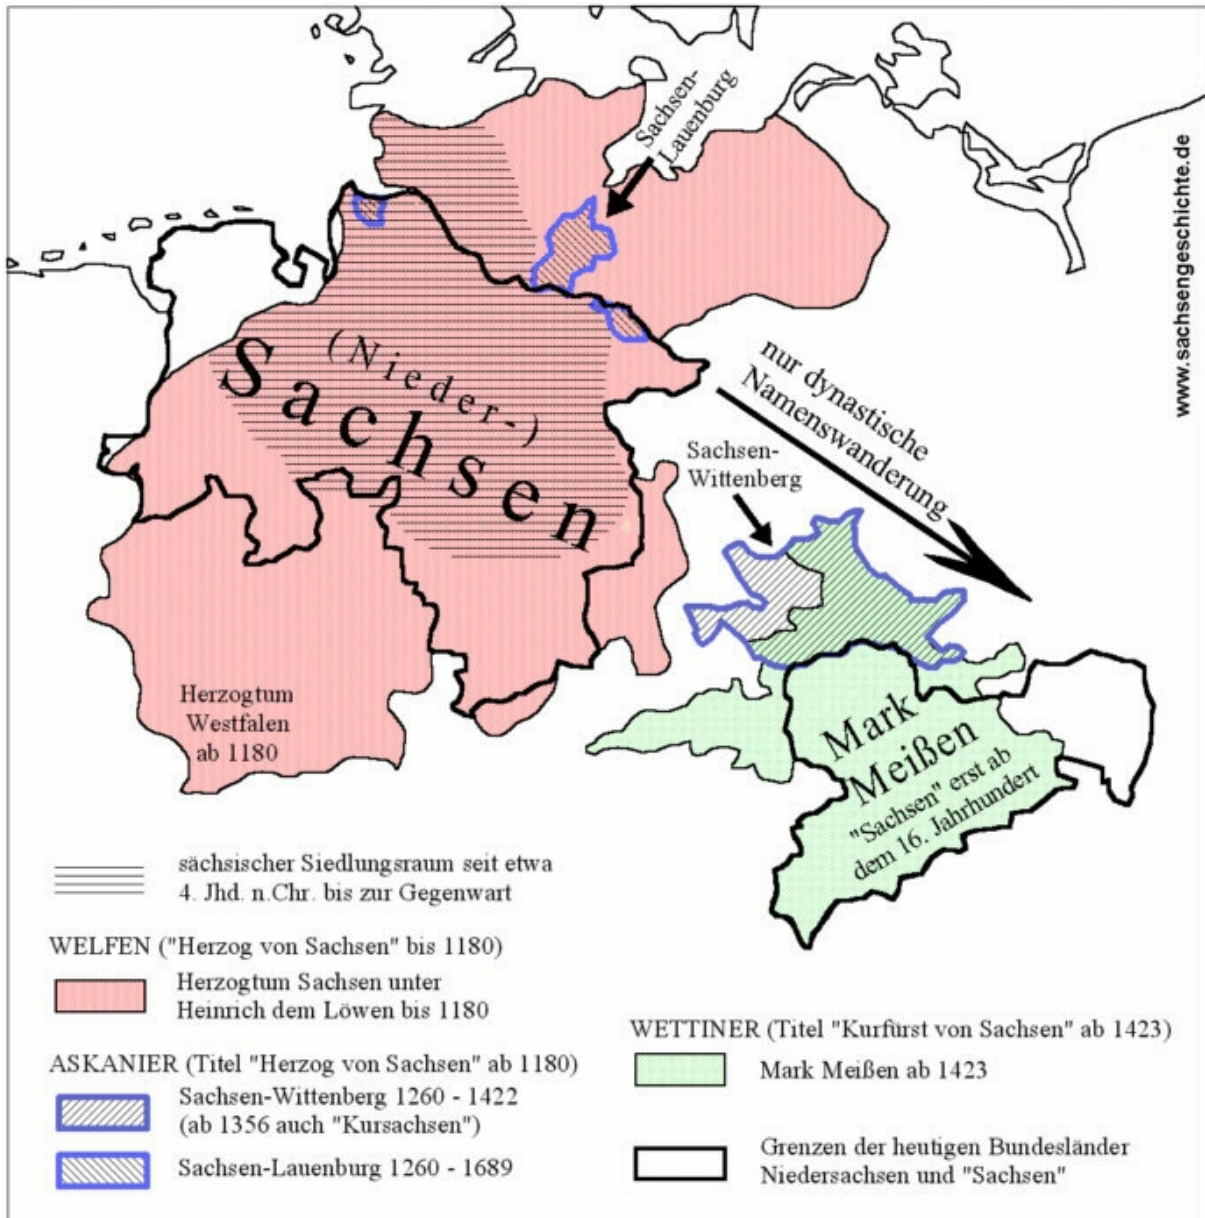 Sachsen-
Lauenburg
www.sachsengeschichte.de
(Nieder-)
Sachsen
nur dynastische
Namenswanderung
Sachsen-
Wittenberg
Herzogtum
Westfalen
ab 1180
Mark
Meißen
"Sachsen" erst ab
dem 16. Jahrhundert
sächsischer Siedlungsraum seit etwa
4. Jhd. n.Chr. bis zur Gegenwart
WELFEN ("Herzog von Sachsen" bis 1180)
Herzogtum Sachsen unter
Heinrich dem Löwen bis 1180
ASKANIER (Titel "Herzog von Sachsen" ab 1180)
Sachsen-Wittenberg 1260 - 1422
(ab 1356 auch "Kursachsen")
Sachsen-Lauenburg 1260 - 1689
WETTINER (Titel "Kurfürst von Sachsen" ab 1423)
Mark Meißen ab 1423
Grenzen der heutigen Bundesländer
Niedersachsen und "Sachsen"